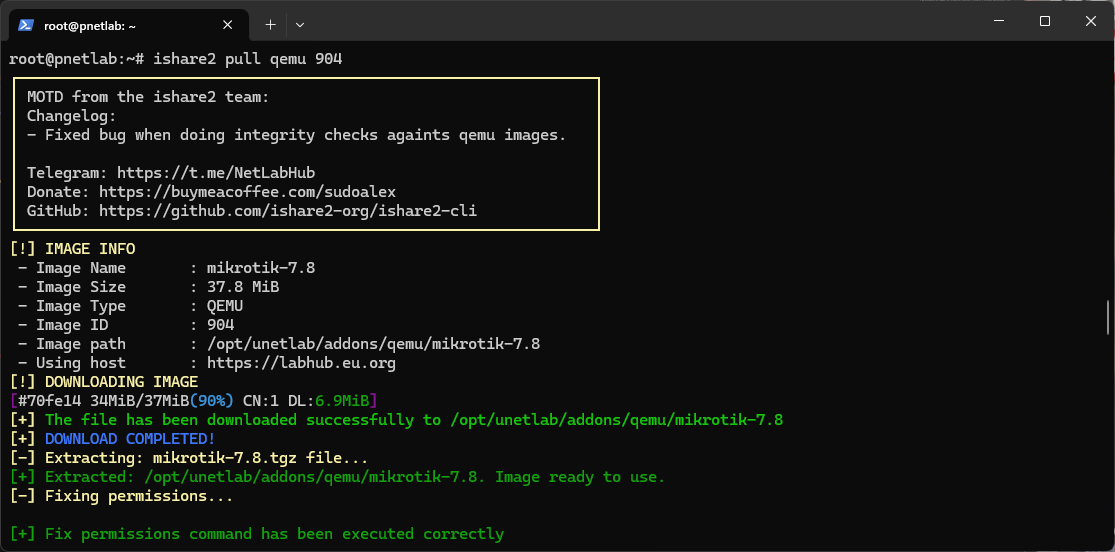 root@pnetlab: ~
root@pnetlab:~# ishare2 pull qemu 904
MOTD from the ishare2 team:
Changelog:
- Fixed bug when doing integrity checks againts qemu images.
Telegram: https://t.me/NetLabHub
Donate: https://buymeacoffee.com/sudoalex
GitHub: https://github.com/ishare2-org/ishare2-cli
[!] IMAGE INFO
- Image Name : mikrotik-7.8
- Image Size : 37.8 MiB
- Image Type : QEMU
- Image ID : 904
- Image path : /opt/unetlab/addons/qemu/mikrotik-7.8
- Using host : https://labhub.eu.org
[!] DOWNLOADING IMAGE
[#70fe14 34MiB/37MiB(90%) CN:1 DL:6.9MiB]
[+] The file has been downloaded successfully to /opt/unetlab/addons/qemu/mikrotik-7.8
[+] DOWNLOAD COMPLETED!
[-] Extracting: mikrotik-7.8.tgz file...
[+] Extracted: /opt/unetlab/addons/qemu/mikrotik-7.8. Image ready to use.
[-] Fixing permissions...
[+] Fix permissions command has been executed correctly